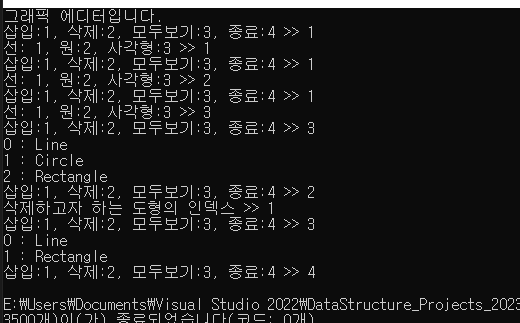 그래픽 에디터입니다.
삽입:1, 삭제:2, 모두보기:3, 종료:4 >> 1
선: 1, 원:2, 사각형:3 >> 1
삽입:1, 삭제:2, 모두보기:3, 종료:4 >> 1
선: 1, 원:2, 사각형:3 >> 2
삽입:1, 삭제:2, 모두보기:3, 종료:4 >> 1
선: 1, 원:2, 사각형:3 >> 3
삽입:1, 삭제:2, 모두보기:3, 종료:4 >> 3
0 : Line
1 : Circle
2 : Rectangle
삽입:1, 삭제:2, 모두보기:3, 종료:4 >> 2
삭제하고자 하는 도형의 인덱스 >> 1
삽입:1, 삭제:2, 모두보기:3, 종료:4 >> 3
0 : Line
1 : Rectangle
삽입:1, 삭제:2, 모두보기:3, 종료:4 >> 4
E:₩Users₩Documents₩Visual Studio 2022₩DataStructure_Projects_2023
3500개)이(가) 종료되었습니다(코드: 0개)